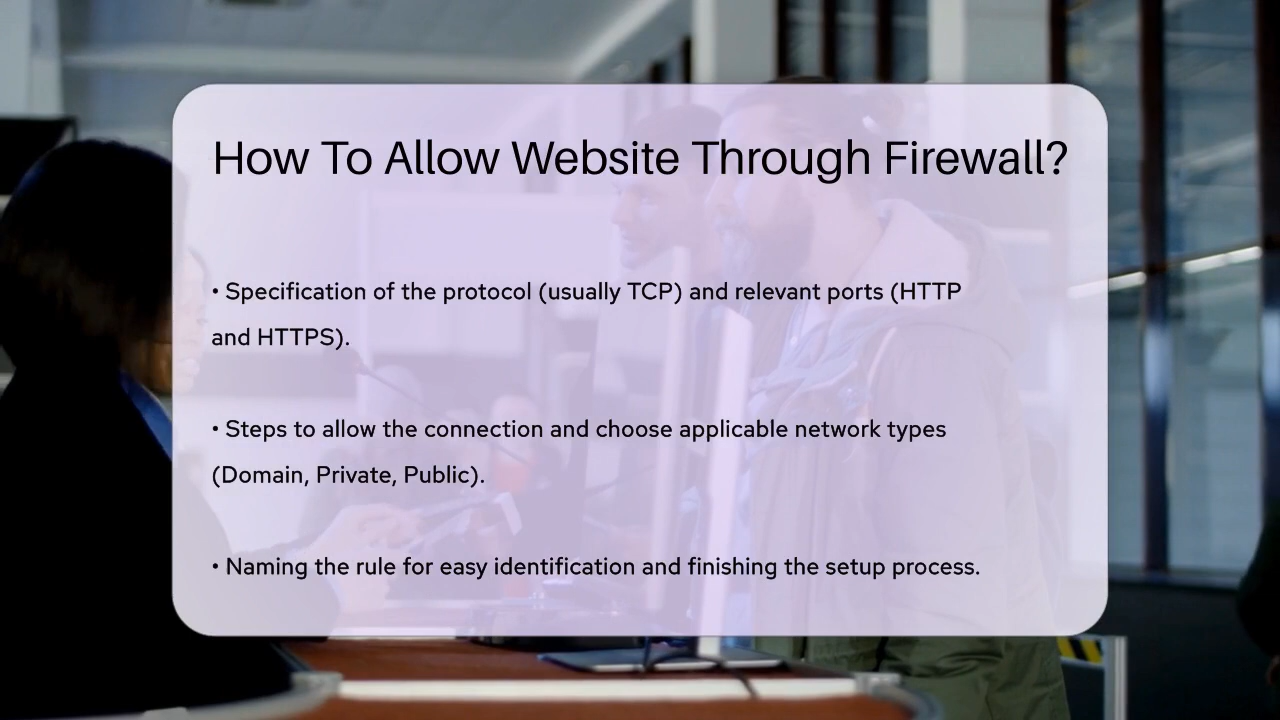 How To Allow Website Through Firewall?
• Specification of the protocol (usually TCP) and relevant ports (HTTP
and HTTPS).
• Steps to allow the connection and choose applicable network types
(Domain, Private, Public).
• Naming the rule for easy identification and finishing the setup process.